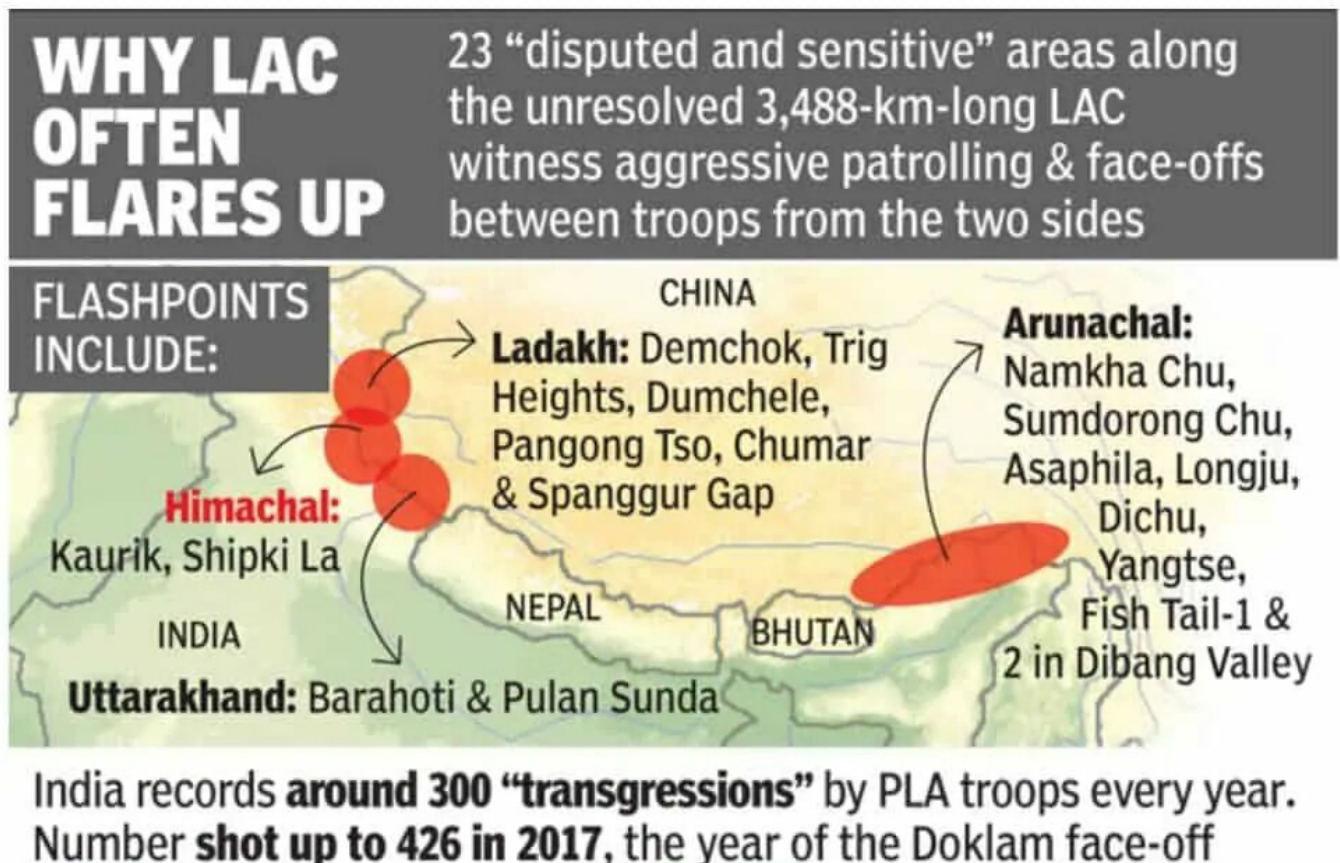 WHY LAC
OFTEN
FLARES UP
23 “disputed and sensitive” areas along
the unresolved 3,488-km-long LAC
witness aggressive patrolling & face-offs
between troops from the two sides
FLASHPOINTS
INCLUDE:
CHINA
Ladakh: Demchok, Trig
Heights, Dumchele,
Pangong Tso, Chumar
& Spanggur Gap
Arunachal:
Namkha Chu,
Sumdorong Chu,
Asaphila, Longju,
Dichu,
Yangtse,
Fish Tail-1 &
2 in Dibang Valley
Himachal:
Kaurik, Shipki La
INDIA
NEPAL
BHUTAN
Uttarakhand: Barahoti & Pulan Sunda
India records around 300 “transgressions” by PLA troops every year.
Number shot up to 426 in 2017, the year of the Doklam face-off